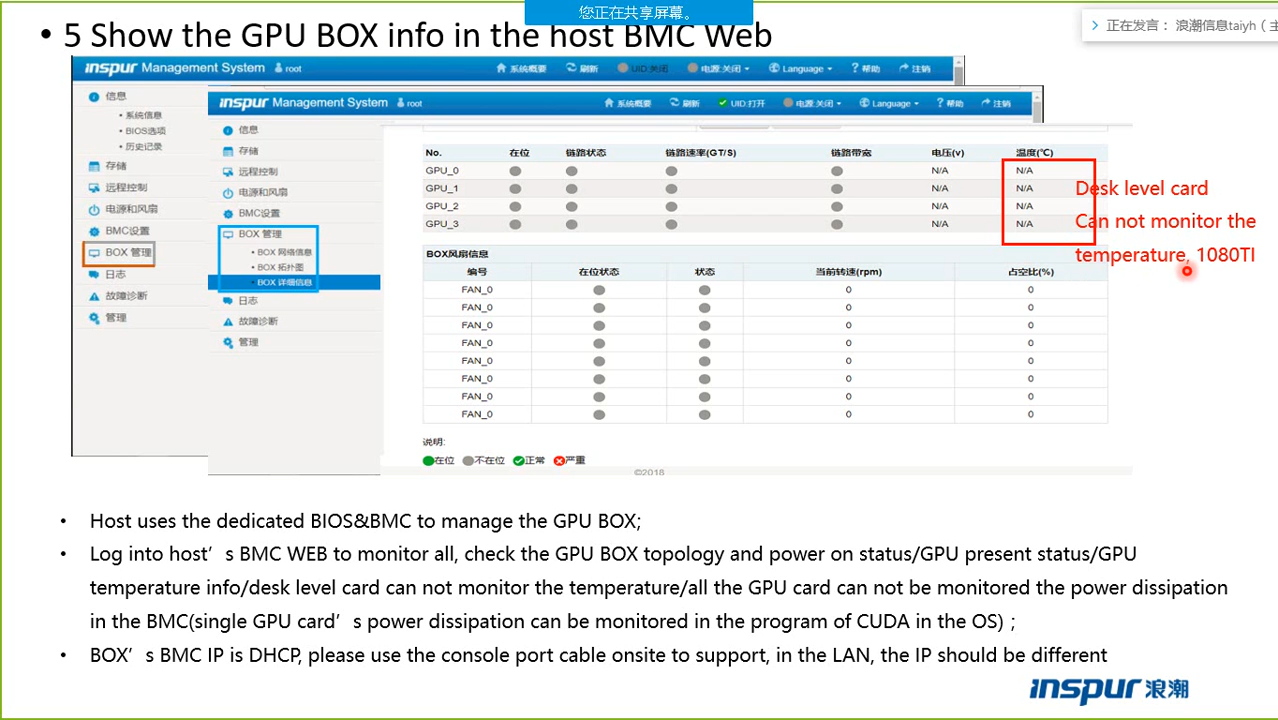 您正在共享屏幕。
正在发言： 浪潮信息taiyh（主
• 5 Show the GPU BOX info in the host BMC Web
inspur Management System root 系统概要 刷新 UID:关闭 电源:关闭 Language 帮助 注销
信息
• 系统信息
• BIOS选项
• 历史记录
存储
远程控制
电源和风扇
BMC设置
BOX 管理
日志
故障诊断
管理
inspur Management System root 系统概要 刷新 UID:打开 电源:关闭 Language 帮助 注销
信息
存储
远程控制
电源和风扇
BMC设置
BOX 管理
• BOX 网络信息
• BOX 拓扑图
• BOX 详细信息
日志
故障诊断
管理
No. 在位 链路状态 链路速率(GT/S) 链路带宽 电压(v) 温度(℃)
GPU_0 N/A N/A
GPU_1 N/A N/A
GPU_2 N/A N/A
GPU_3 N/A N/A
Desk level card
Can not monitor the
temperature, 1080TI
BOX风扇信息
编号 在位状态 状态 当前转速(rpm) 占空比(%)
FAN_0 0 0
FAN_0 0 0
FAN_0 0 0
FAN_0 0 0
FAN_0 0 0
FAN_0 0 0
FAN_0 0 0
FAN_0 0 0
说明:
在位 不在位 正常 严重
©2018
• Host uses the dedicated BIOS&BMC to manage the GPU BOX;
• Log into host's BMC WEB to monitor all, check the GPU BOX topology and power on status/GPU present status/GPU
temperature info/desk level card can not monitor the temperature/all the GPU card can not be monitored the power dissipation
in the BMC(single GPU card's power dissipation can be monitored in the program of CUDA in the OS)；
• BOX's BMC IP is DHCP, please use the console port cable onsite to support, in the LAN, the IP should be different
inspur 浪潮